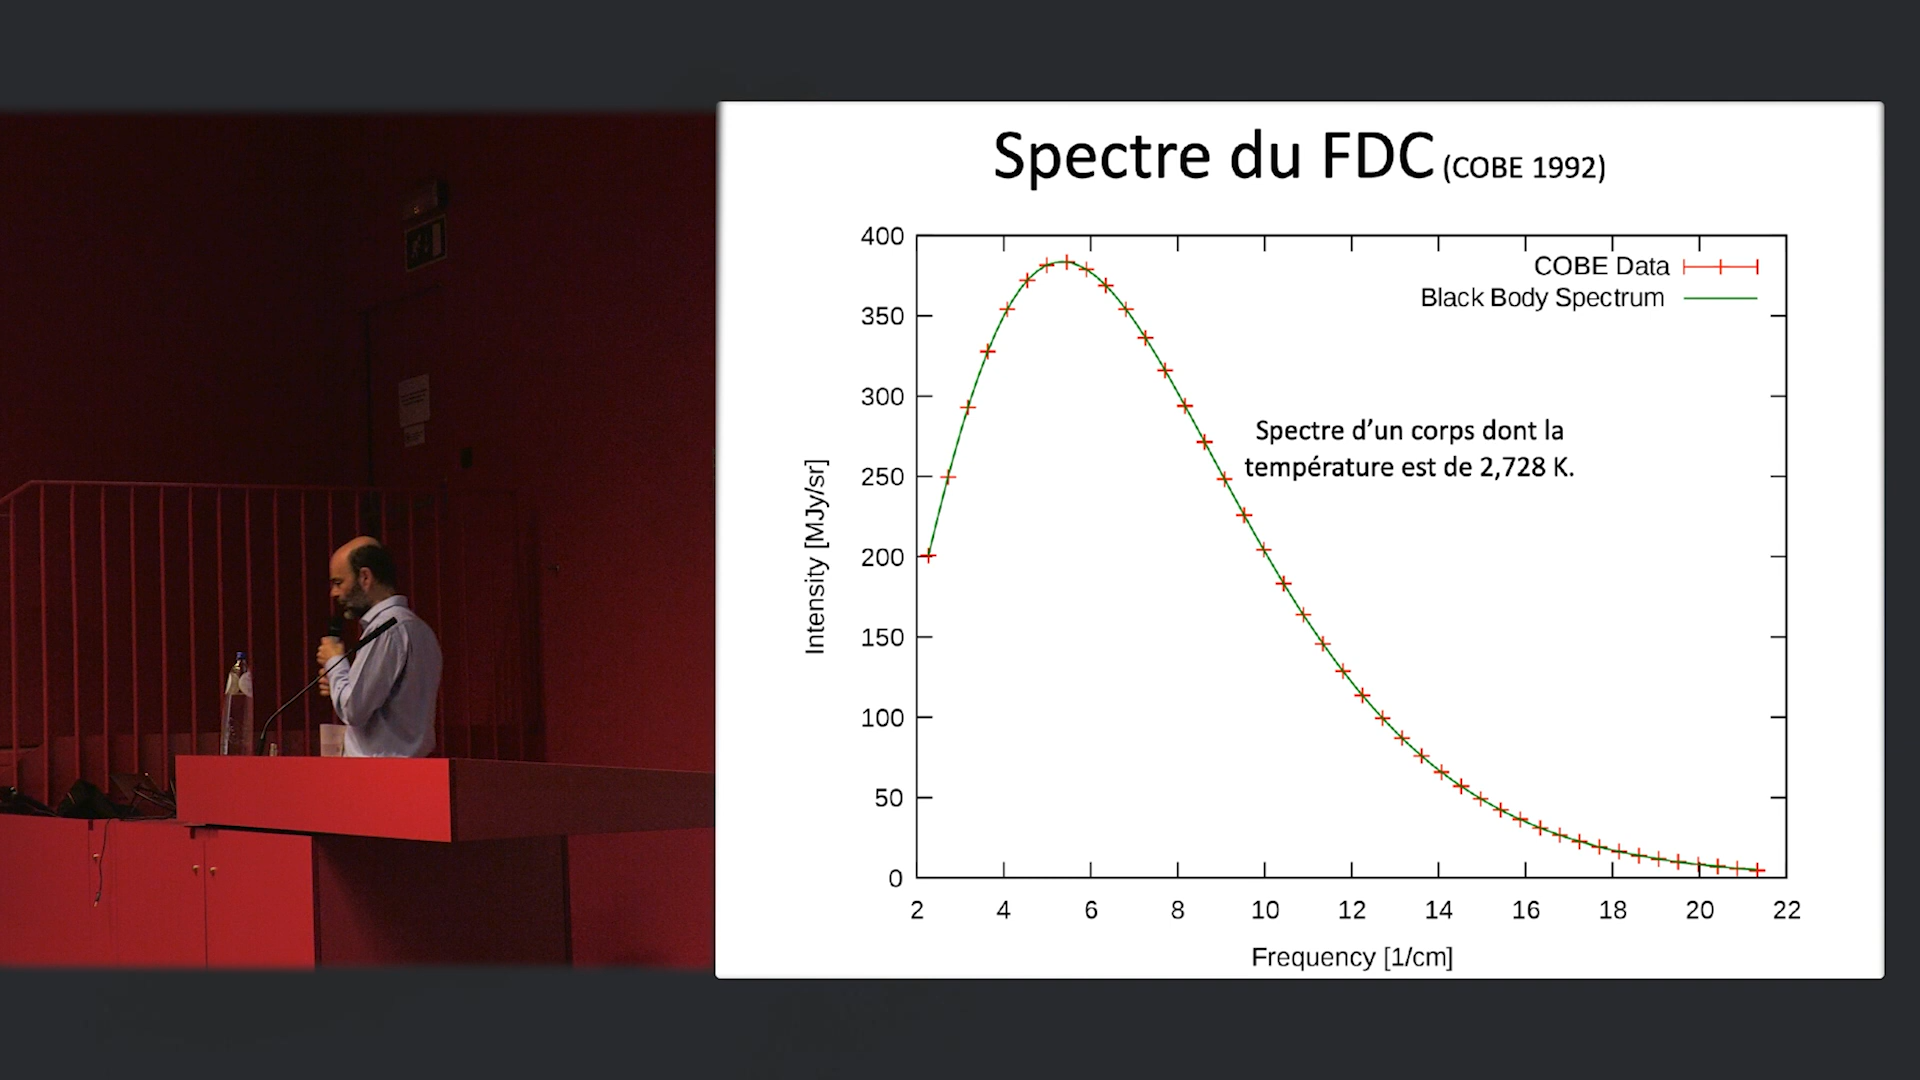 Spectre du FDC (COBE 1992)
400
350
300
250
200
150
100
50
0
Intensity [MJy/sr]
COBE Data
Black Body Spectrum
Spectre d’un corps dont la
température est de 2,728 K.
2 4 6 8 10 12 14 16 18 20 22
Frequency [1/cm]